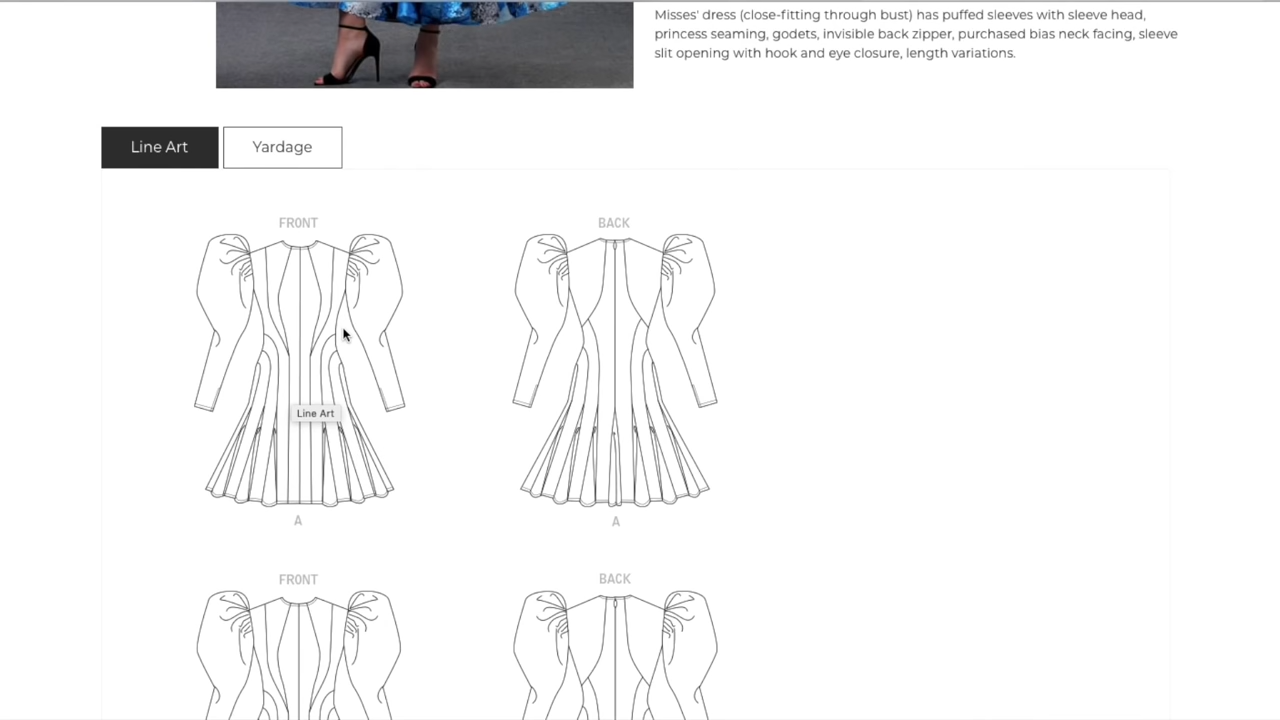 Misses' dress (close-fitting through bust) has puffed sleeves with sleeve head,
princess seaming, godets, invisible back zipper, purchased bias neck facing, sleeve
slit opening with hook and eye closure, length variations.
Line Art
Yardage
FRONT
BACK
Line Art
A
A
FRONT
BACK